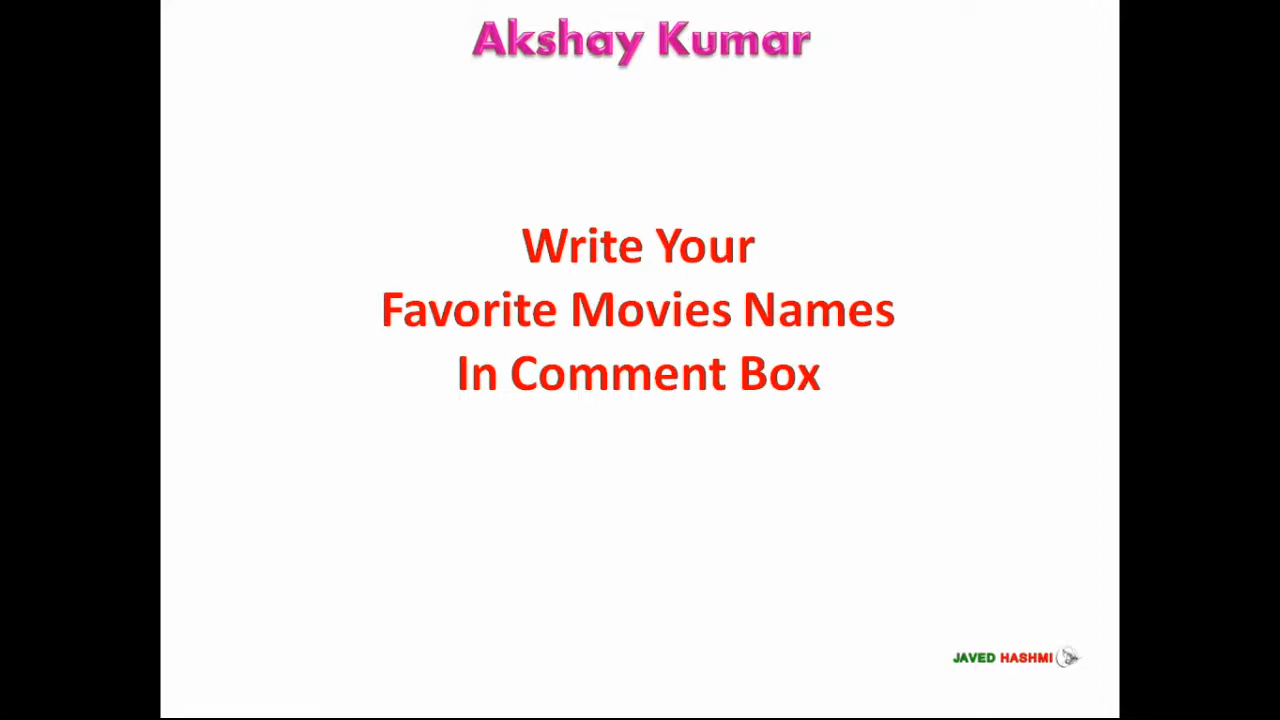 Akshay Kumar
Write Your
Favorite Movies Names
In Comment Box
JAVED HASHMI